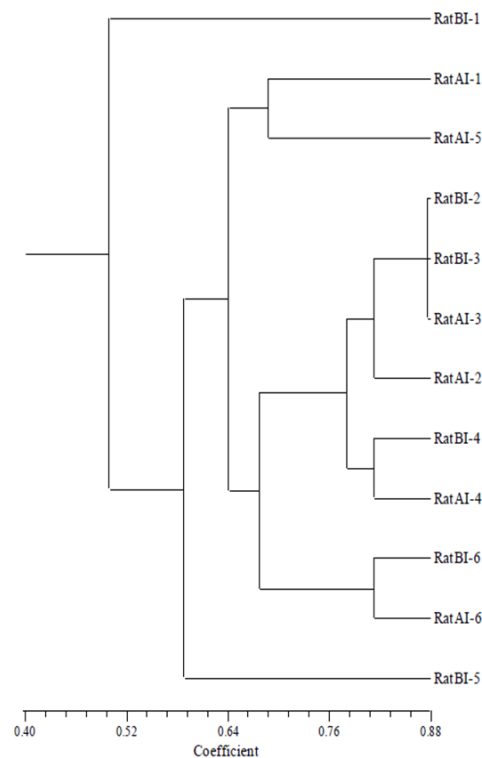 RatBI-1
RatAI-1
RatAI-5
RatBI-2
RatBI-3
RatAI-3
RatAI-2
RatBI-4
RatAI-4
RatBI-6
RatAI-6
RatBI-5
0.40 0.52 0.64 0.76 0.88
Coefficient